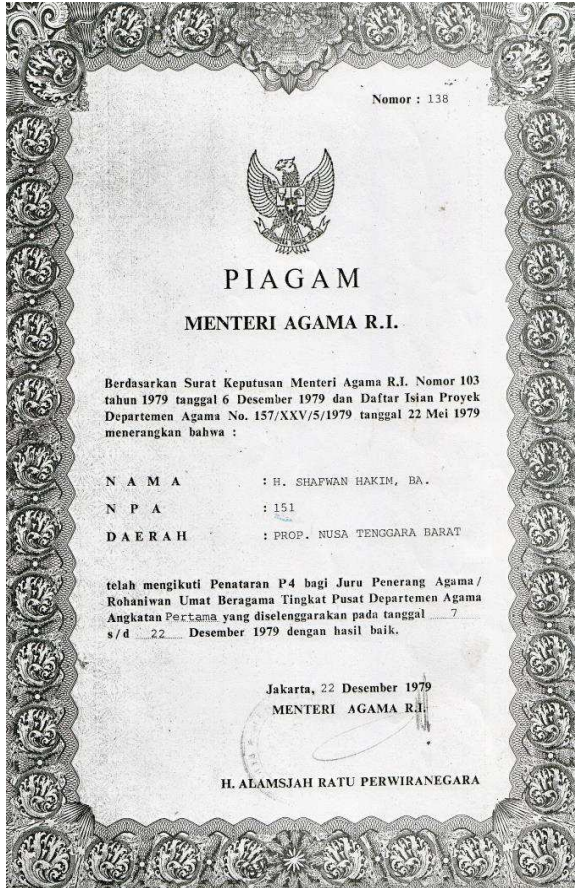 Nomor : 138
PIAGAM
MENTERI AGAMA R.I.
Berdasarkan Surat Keputusan Menteri Agama R.I. Nomor 103
tahun 1979 tanggal 6 Desember 1979 dan Daftar Isian Proyek
Departemen Agama No. 157/XXV/5/1979 tanggal 22 Mei 1979
menerangkan bahwa :
N A M A : H. SHAFWAN HAKIM, BA.
N P A : 151
DAERAH : PROP. NUSA TENGGARA BARAT
telah mengikuti Penataran P4 bagi Juru Penerang Agama/
Rohaniwan Umat Beragama Tingkat Pusat Departemen Agama
Angkatan Pertama yang diselenggarakan pada tanggal 7
s/d 22 Desember 1979 dengan hasil baik.
Jakarta, 22 Desember 1979
MENTERI AGAMA R.I.
H. ALAMSJAH RATU PERWIRANEGARA